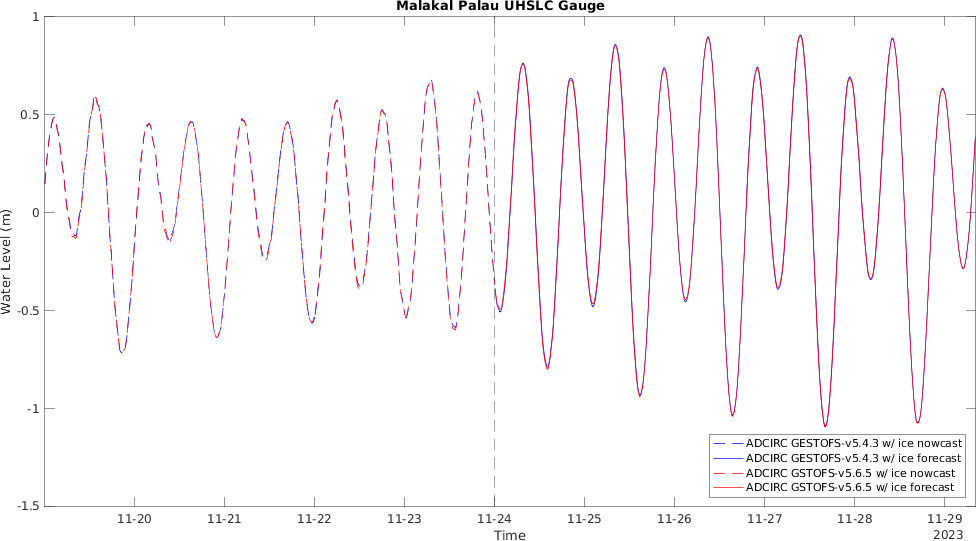 Malakal Palau UHSLC Gauge
1
0.5
0
-0.5
-1
-1.5
Water Level (m)
11-20 11-21 11-22 11-23 11-24 11-25 11-26 11-27 11-28 11-29
Time
2023
ADCIRC GESTOFS-v5.4.3 w/ ice nowcast
ADCIRC GESTOFS-v5.4.3 w/ ice forecast
ADCIRC GSTOFS-v5.6.5 w/ ice nowcast
ADCIRC GSTOFS-v5.6.5 w/ ice forecast